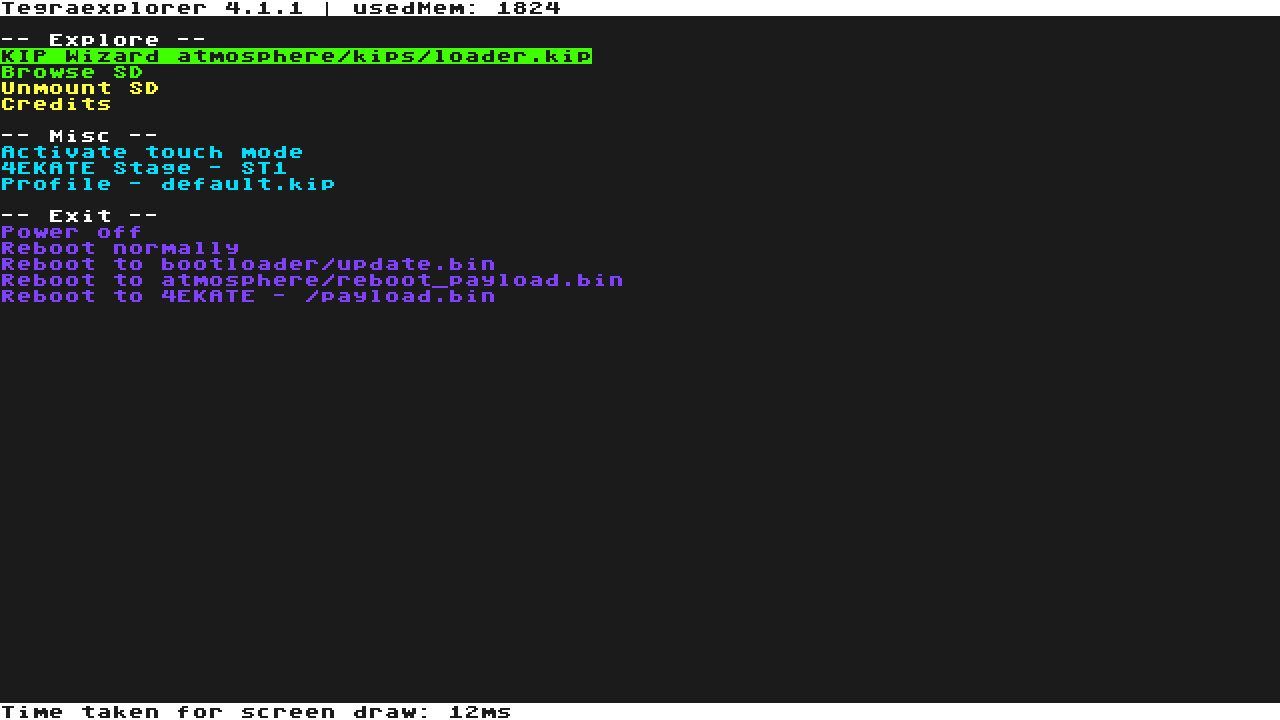 Tegraexplorer 4.1.1 | usedMem: 1824
-- Explore --
KIP Wizard atmosphere/kips/loader.kip
Browse SD
Unmount SD
Credits
-- Misc --
Activate touch mode
4EKATE Stage - ST1
Profile - default.kip
-- Exit --
Power off
Reboot normally
Reboot to bootloader/update.bin
Reboot to atmosphere/reboot_payload.bin
Reboot to 4EKATE - /payload.bin
Time taken for screen draw: 12ms